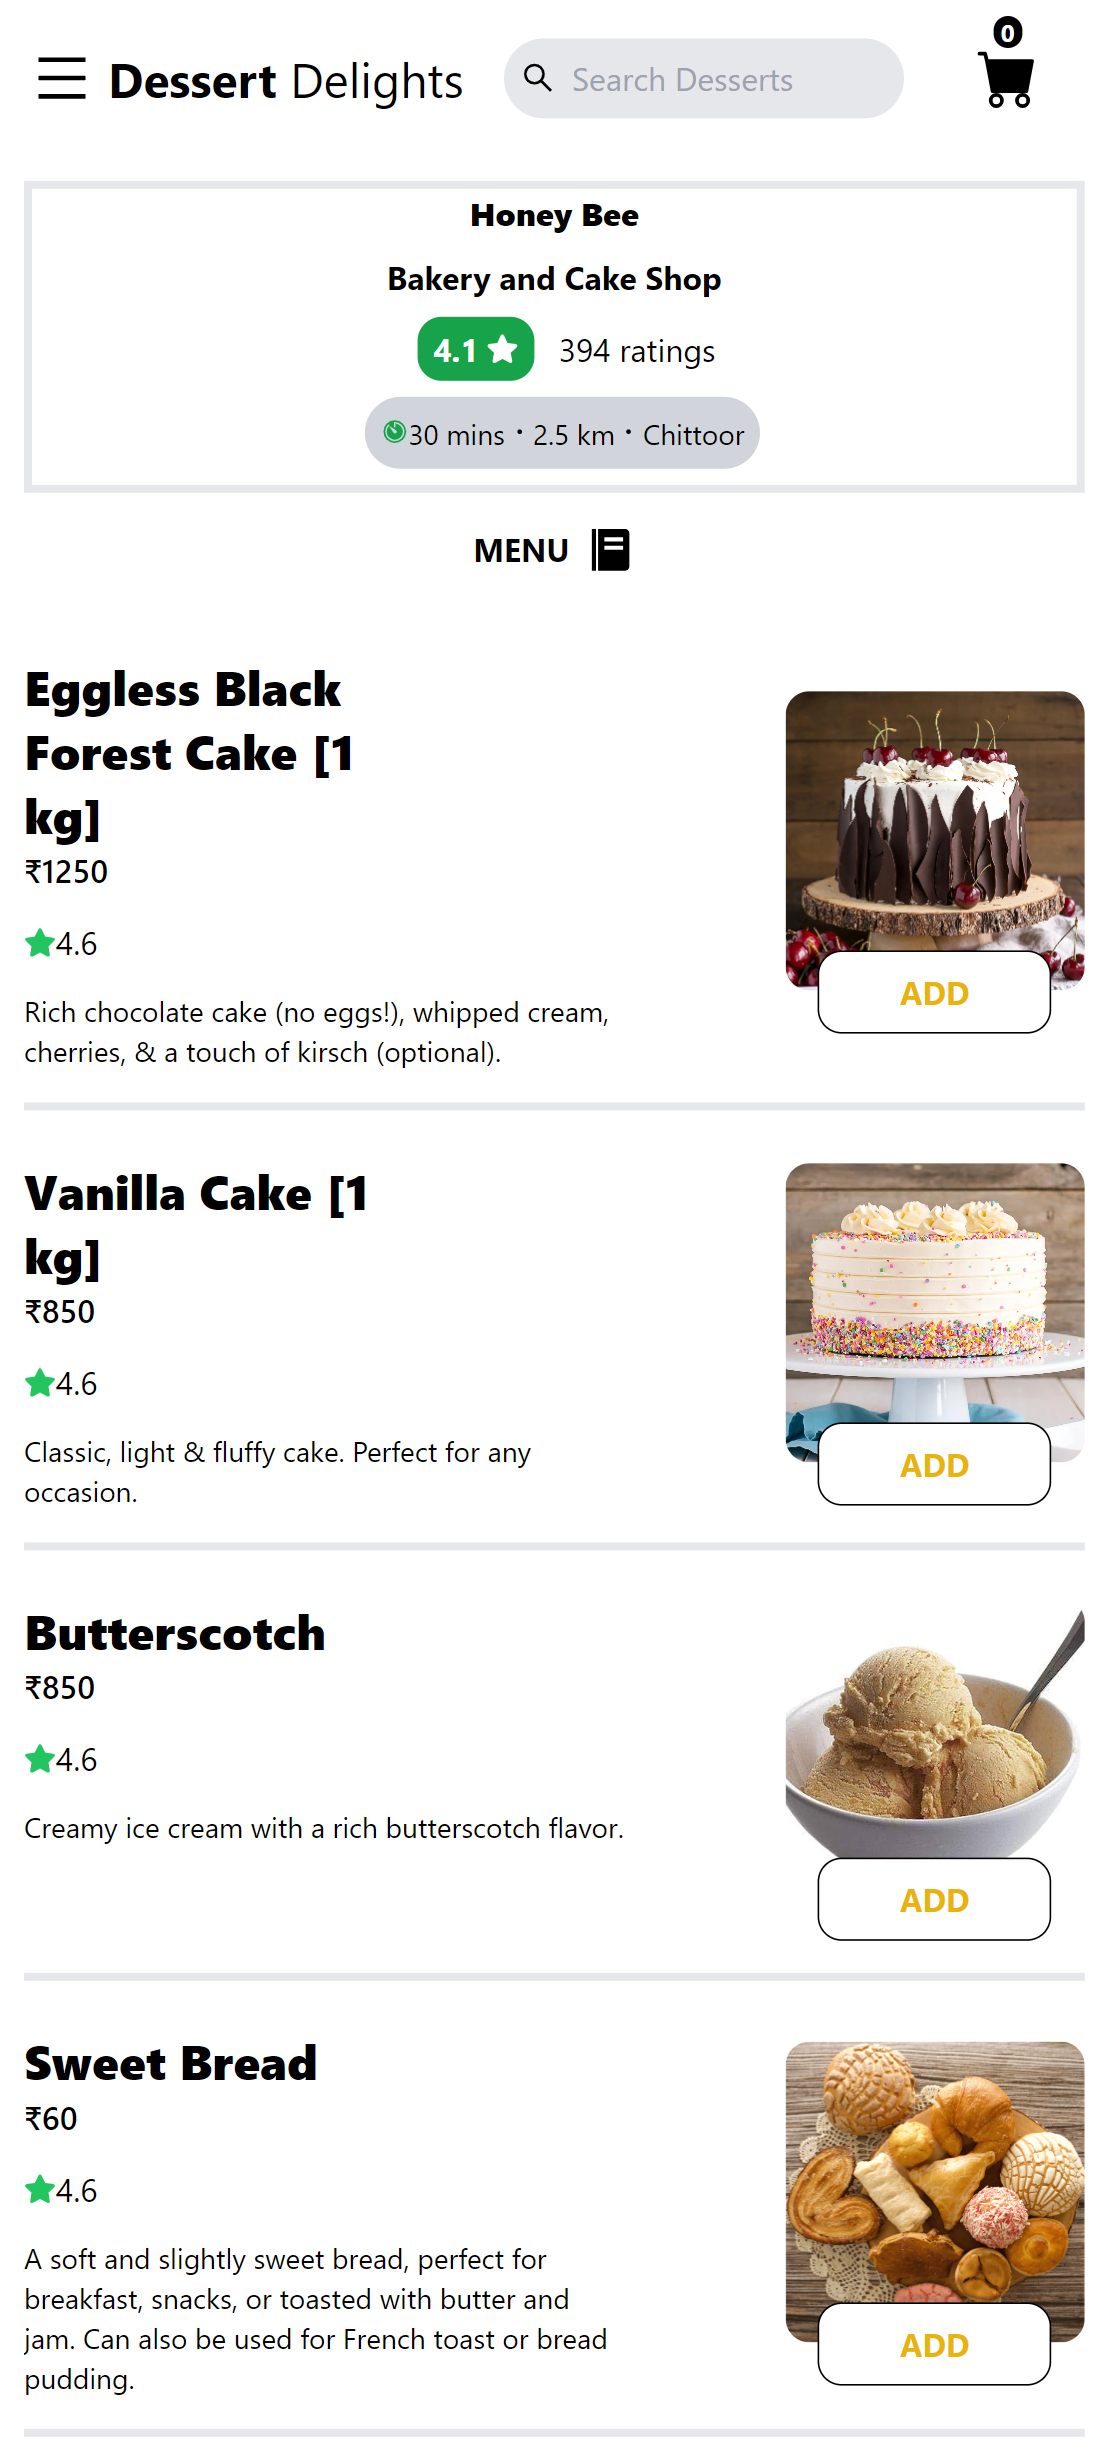 0
Dessert Delights
Search Desserts
Honey Bee
Bakery and Cake Shop
4.1 394 ratings
30 mins · 2.5 km · Chittoor
MENU
Eggless Black
Forest Cake [1
kg]
₹1250
4.6
Rich chocolate cake (no eggs!), whipped cream,
cherries, & a touch of kirsch (optional).
ADD
Vanilla Cake [1
kg]
₹850
4.6
Classic, light & fluffy cake. Perfect for any
occasion.
ADD
Butterscotch
₹850
4.6
Creamy ice cream with a rich butterscotch flavor.
ADD
Sweet Bread
₹60
4.6
A soft and slightly sweet bread, perfect for
breakfast, snacks, or toasted with butter and
jam. Can also be used for French toast or bread
pudding.
ADD